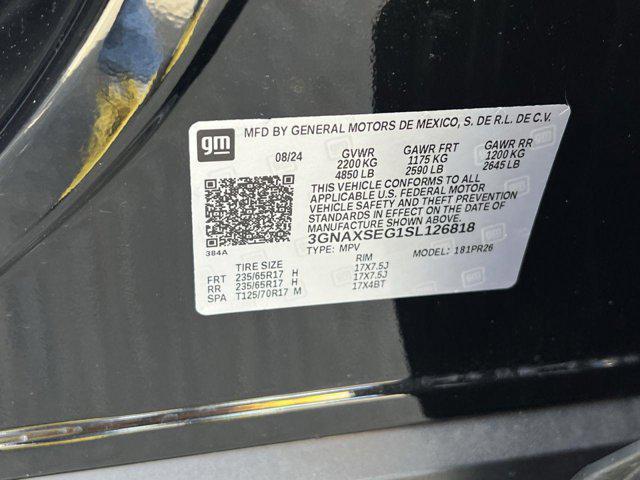 gm
MFD BY GENERAL MOTORS DE MEXICO, S. DE R.L. DE C.V.
08/24 GVWR GAWR FRT GAWR RR
2200 KG 1175 KG 1200 KG
4850 LB 2590 LB 2645 LB
THIS VEHICLE CONFORMS TO ALL
APPLICABLE U.S. FEDERAL MOTOR
VEHICLE SAFETY AND THEFT PREVENTION
STANDARDS IN EFFECT ON THE DATE OF
MANUFACTURE SHOWN ABOVE.
3GNAXSEG1SL126818
384A TYPE: MPV MODEL: 181PR26
TIRE SIZE RIM
FRT 235/65R17 H 17X7.5J
RR 235/65R17 H 17X7.5J
SPA T125/70R17 M 17X4BT